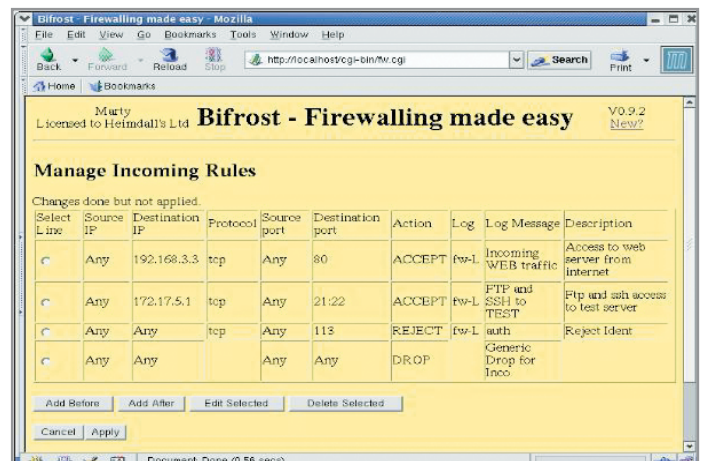 Bifrost - Firewalling made easy - Mozilla
File Edit View Go Bookmarks Tools Window Help
Back Forward Reload Stop http://localhost/cgi-bin/fw.cgi Search Print
Home Bookmarks
Marty
Licensed to Heimdall's Ltd
Bifrost - Firewalling made easy
V0.9.2
New?
Manage Incoming Rules
Changes done but not applied.
Select Line Source IP Destination IP Protocol Source port Destination port Action Log Log Message Description
Any 192.168.3.3 tcp Any 80 ACCEPT fw-L Incoming WEB traffic Access to web server from internet
Any 172.17.5.1 tcp Any 21:22 ACCEPT fw-L FTP and SSH to TEST Ftp and ssh access to test server
Any Any tcp Any 113 REJECT fw-L auth Reject Ident
Any Any Any Any DROP Generic Drop for Inco
Add Before Add After Edit Selected Delete Selected
Cancel Apply
Document: Done (0.56 secs)